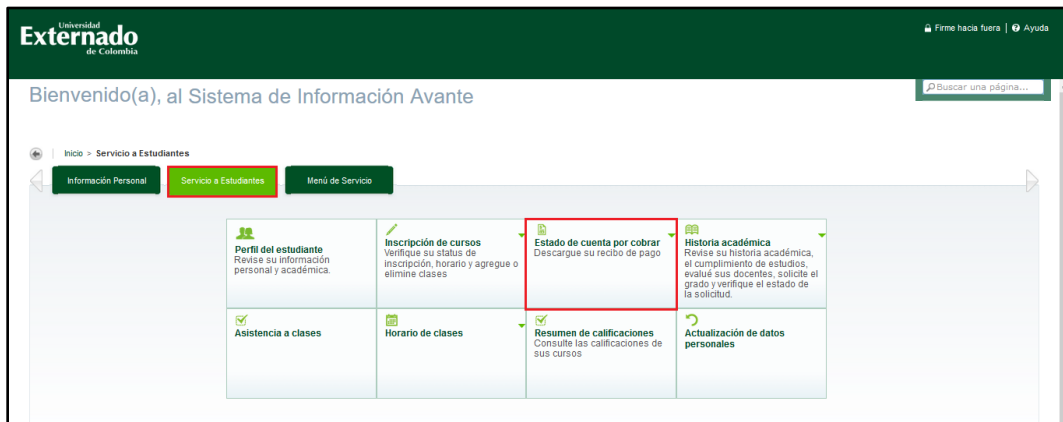 Universidad
Externado
de Colombia
Firme hacia fuera | Ayuda
Bienvenido(a), al Sistema de Información Avante
Buscar una página...
Inicio > Servicio a Estudiantes
Información Personal
Servicio a Estudiantes
Menú de Servicio
Perfil del estudiante
Revise su información
personal y académica.
Inscripción de cursos
Verifique su status de
inscripción, horario y agregue o
elimine clases
Estado de cuenta por cobrar
Descargue su recibo de pago
Historia académica
Revise su historia académica,
el cumplimiento de estudios,
evalué sus docentes, solicite el
grado y verifique el estado de
la solicitud.
Asistencia a clases
Horario de clases
Resumen de calificaciones
Consulte las calificaciones de
sus cursos
Actualización de datos
personales